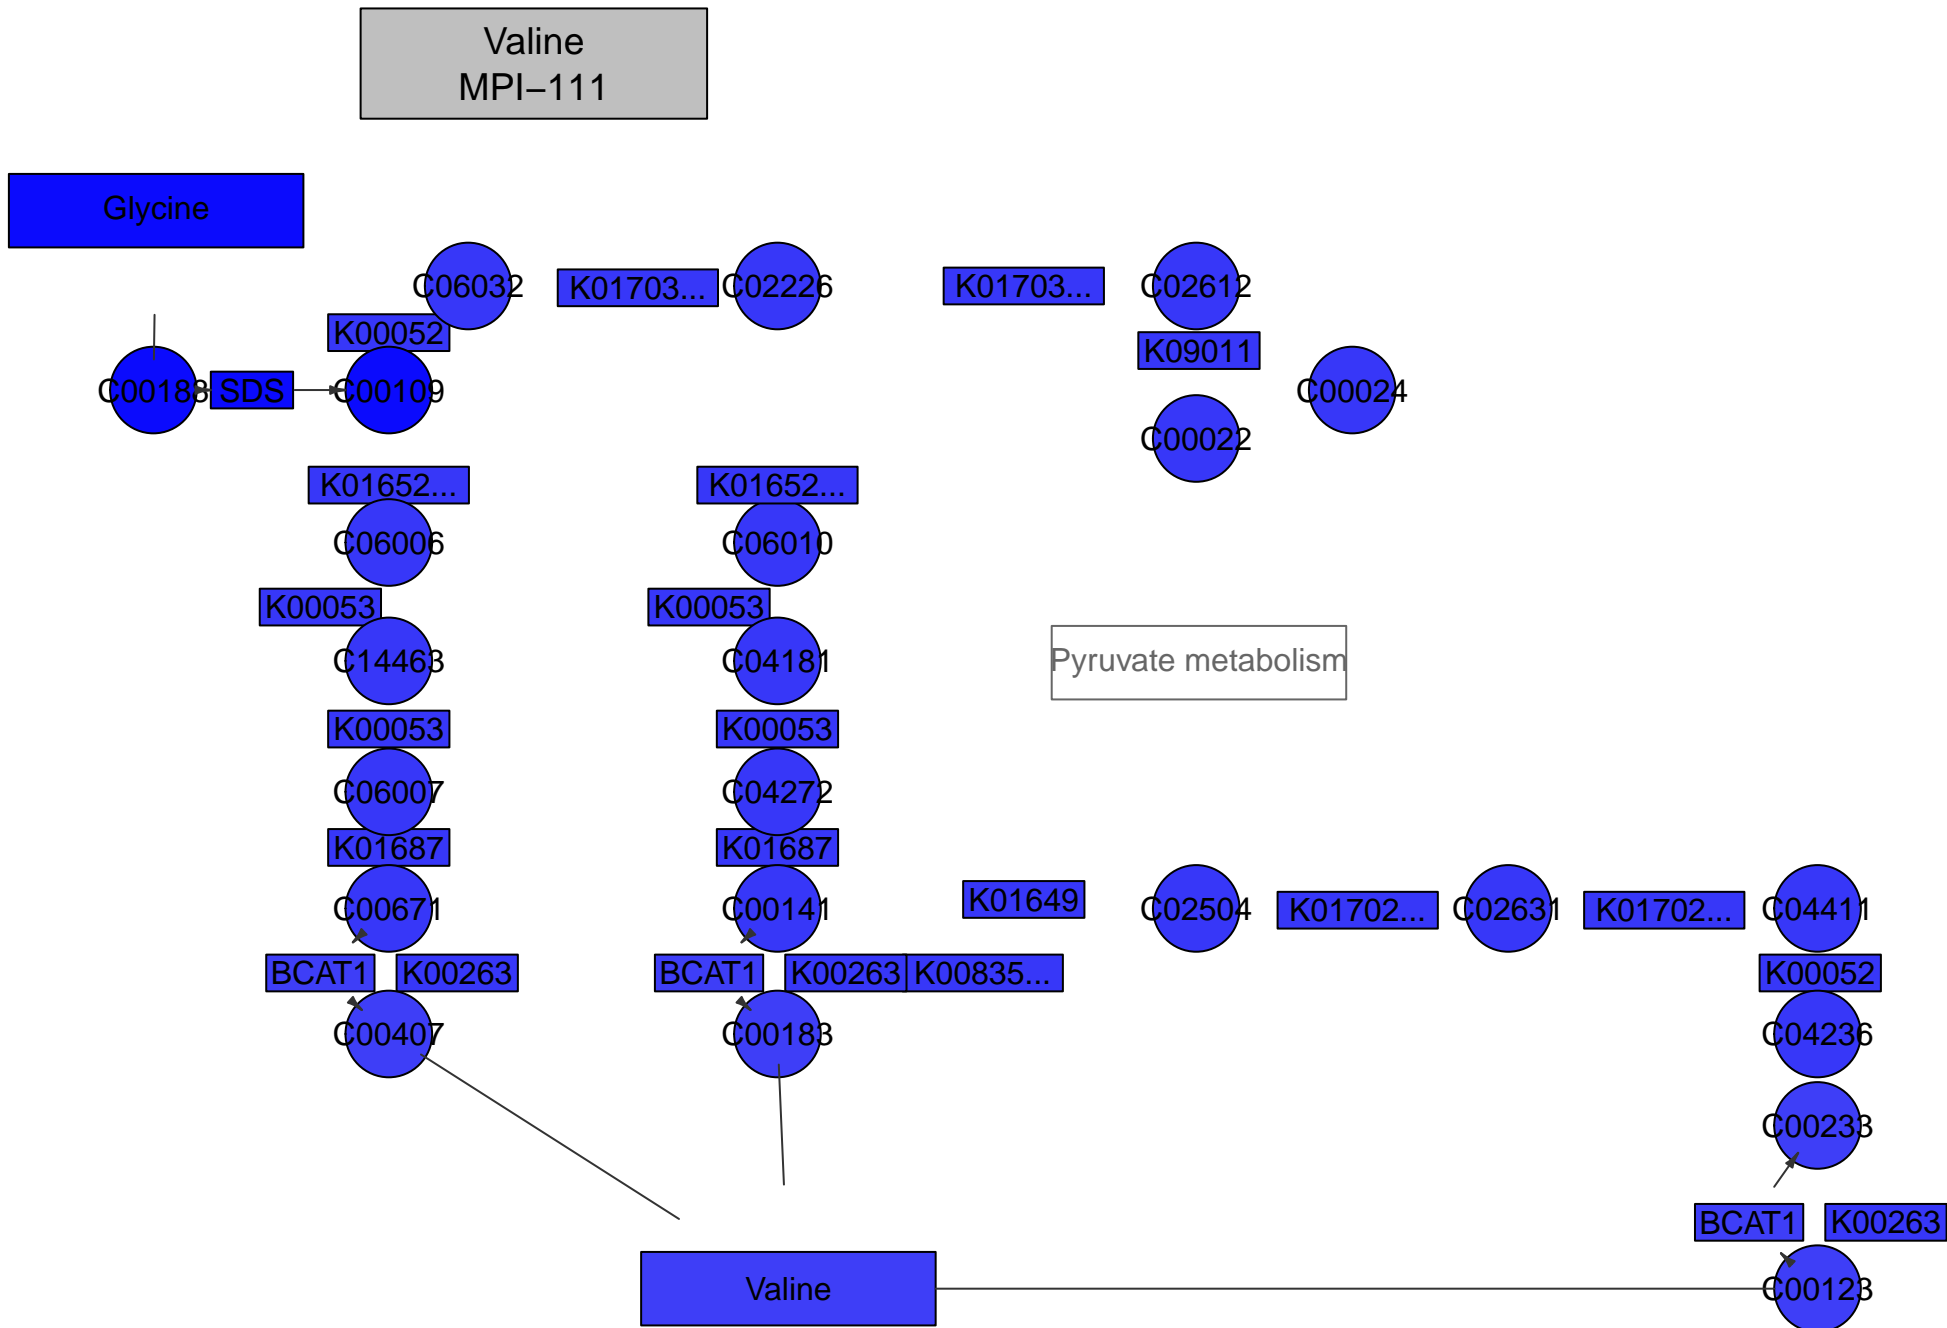 Valine
MPI−111
Glycine
C06032
K01703...
C02226
K01703...
C02612
K00052
K09011
C00188
SDS
C00109
C00024
C00022
K01652...
K01652...
C06006
C06010
K00053
K00053
C14463
C04181
Pyruvate metabolism
K00053
K00053
C06007
C04272
K01687
K01687
C00671
C00141
K01649
C02504
K01702...
C02631
K01702...
C04411
BCAT1
K00263
BCAT1
K00263
K00835...
K00052
C00407
C00183
C04236
C00233
BCAT1
K00263
Valine
C00123